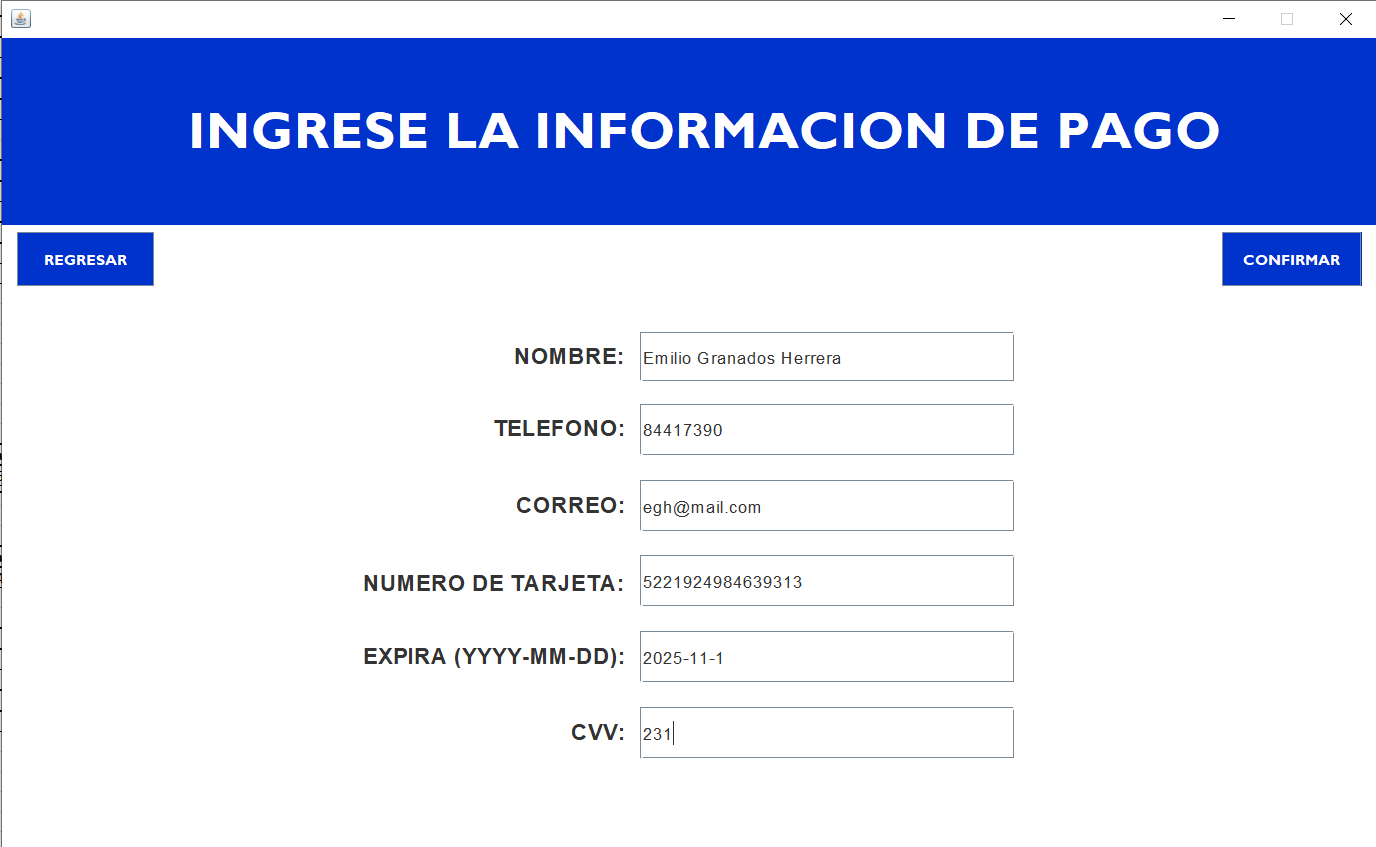 INGRESE LA INFORMACION DE PAGO
REGRESAR
CONFIRMAR
NOMBRE: Emilio Granados Herrera
TELEFONO: 84417390
CORREO: egh@mail.com
NUMERO DE TARJETA: 5221924984639313
EXPIRA (YYYY-MM-DD): 2025-11-1
CVV: 231